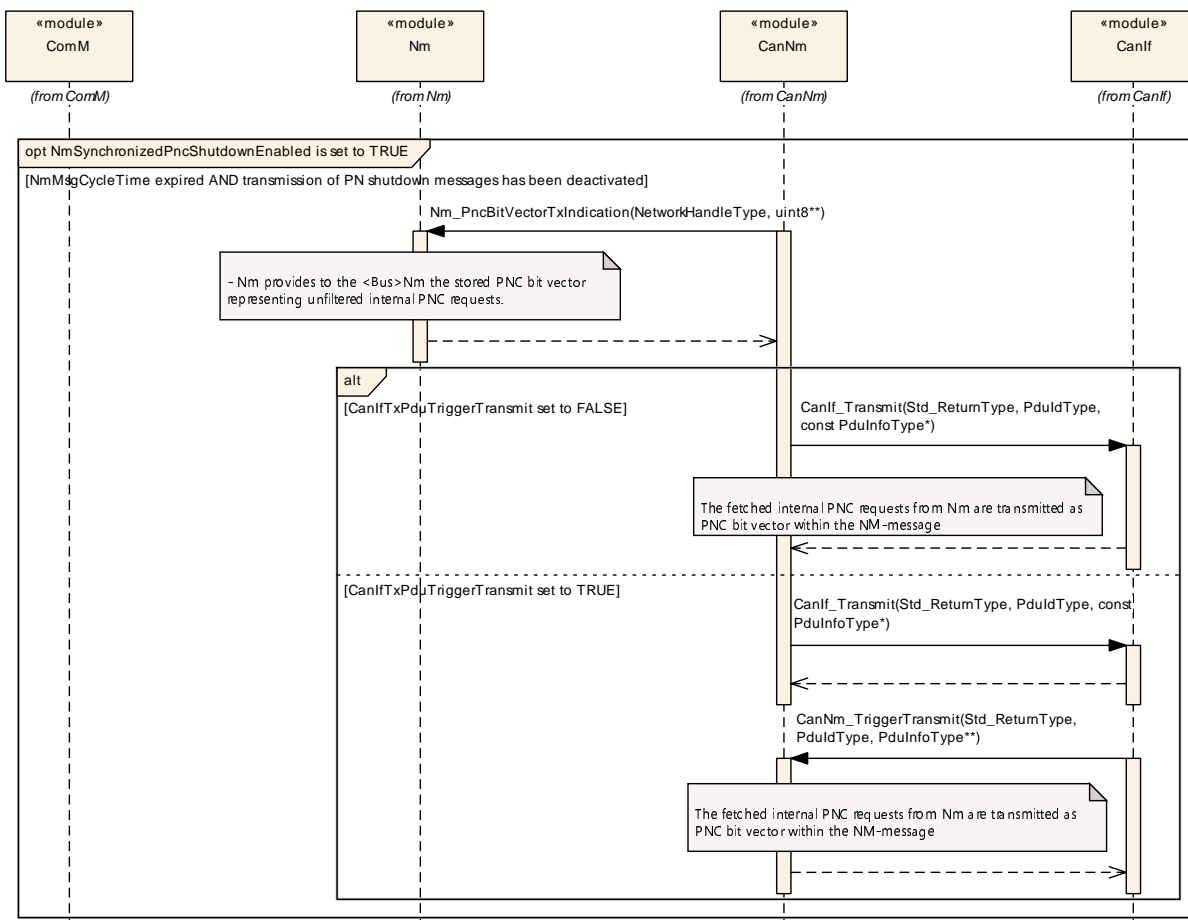 «module»
ComM
«module»
Nm
«module»
CanNm
«module»
CanIf
(from ComM)
(from Nm)
(from CanNm)
(from CanIf)
opt NmSynchronizedPncShutdownEnabled is set to TRUE
[NmMsgCycleTime expired AND transmission of PN shutdown messages has been deactivated]
Nm_PncBitVectorTxIndication(NetworkHandleType, uint8**)
- Nm provides to the <Bus>Nm the stored PNC bit vector
representing unfiltered internal PNC requests.
alt
[CanIfTxPduTriggerTransmit set to FALSE]
CanIf_Transmit(Std_ReturnType, PduIdType,
const PduInfoType*)
The fetched internal PNC requests from Nm are transmitted as
PNC bit vector within the NM-message
[CanIfTxPduTriggerTransmit set to TRUE]
CanIf_Transmit(Std_ReturnType, PduIdType, const
PduInfoType*)
CanNm_TriggerTransmit(Std_ReturnType,
PduIdType, PduInfoType**)
The fetched internal PNC requests from Nm are transmitted as
PNC bit vector within the NM-message